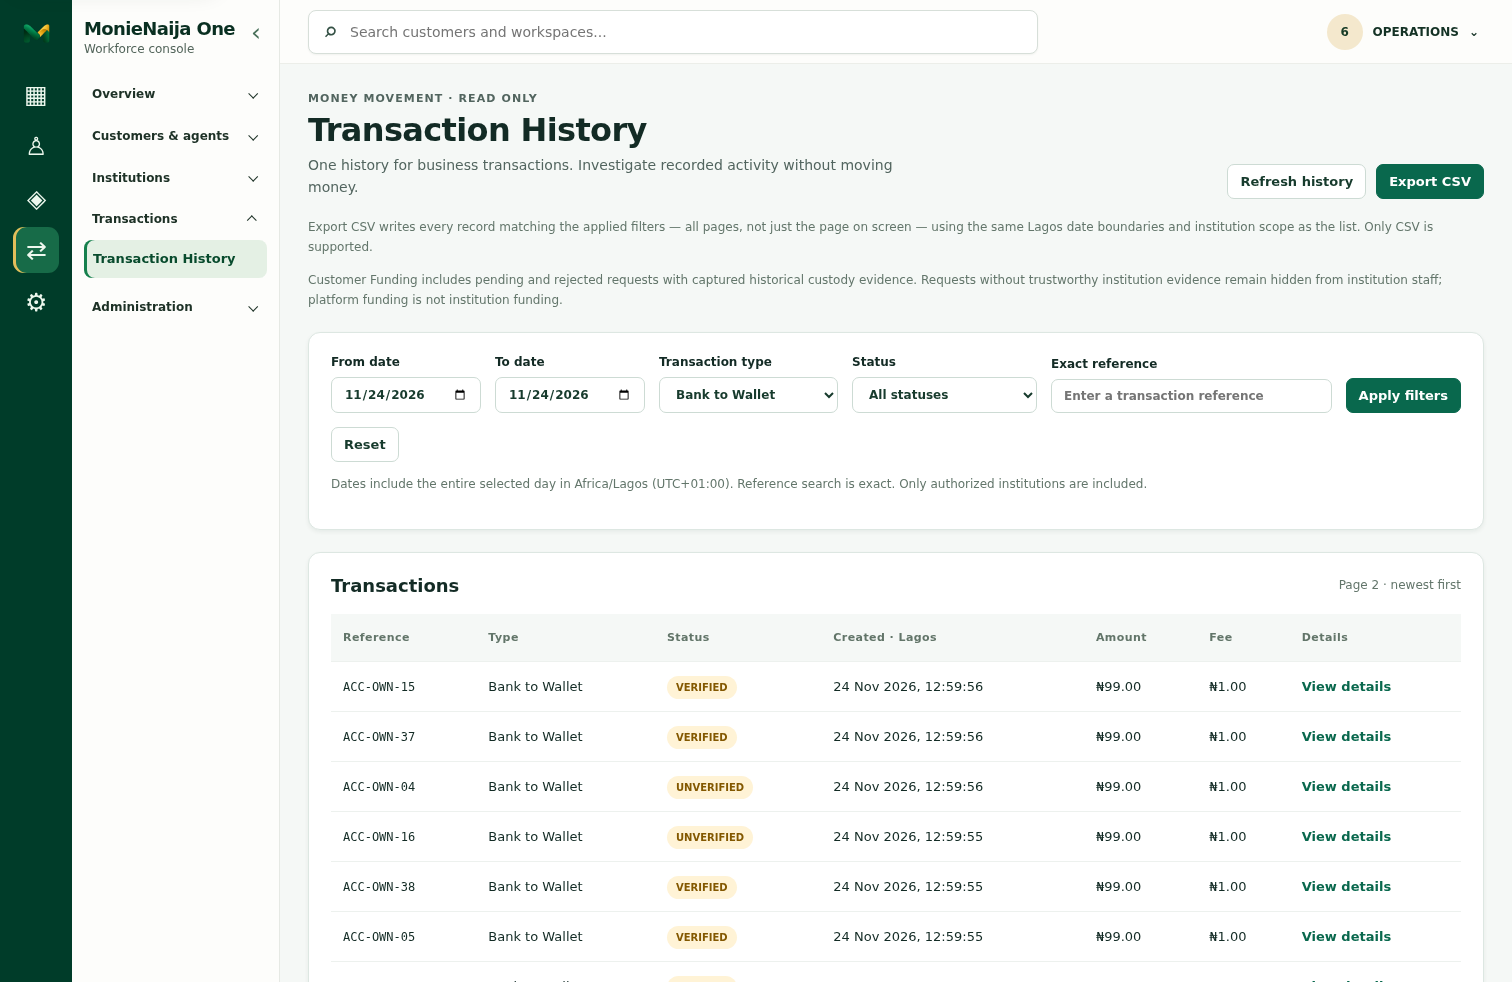 MonieNaija One
Workforce console
Overview
Customers & agents
Institutions
Transactions
Transaction History
Administration
Search customers and workspaces...
6 OPERATIONS
MONEY MOVEMENT · READ ONLY
Transaction History
One history for business transactions. Investigate recorded activity without moving
money.
Refresh history
Export CSV
Export CSV writes every record matching the applied filters — all pages, not just the page on screen — using the same Lagos date boundaries and institution scope as the list. Only CSV is
supported.
Customer Funding includes pending and rejected requests with captured historical custody evidence. Requests without trustworthy institution evidence remain hidden from institution staff;
platform funding is not institution funding.
From date To date Transaction type Status Exact reference
11/24/2026 11/24/2026 Bank to Wallet All statuses Enter a transaction reference Apply filters
Reset
Dates include the entire selected day in Africa/Lagos (UTC+01:00). Reference search is exact. Only authorized institutions are included.
Transactions
Page 2 · newest first
Reference Type Status Created · Lagos Amount Fee Details
ACC-OWN-15 Bank to Wallet VERIFIED 24 Nov 2026, 12:59:56 ₦99.00 ₦1.00 View details
ACC-OWN-37 Bank to Wallet VERIFIED 24 Nov 2026, 12:59:56 ₦99.00 ₦1.00 View details
ACC-OWN-04 Bank to Wallet UNVERIFIED 24 Nov 2026, 12:59:56 ₦99.00 ₦1.00 View details
ACC-OWN-16 Bank to Wallet UNVERIFIED 24 Nov 2026, 12:59:55 ₦99.00 ₦1.00 View details
ACC-OWN-38 Bank to Wallet VERIFIED 24 Nov 2026, 12:59:55 ₦99.00 ₦1.00 View details
ACC-OWN-05 Bank to Wallet VERIFIED 24 Nov 2026, 12:59:55 ₦99.00 ₦1.00 View details